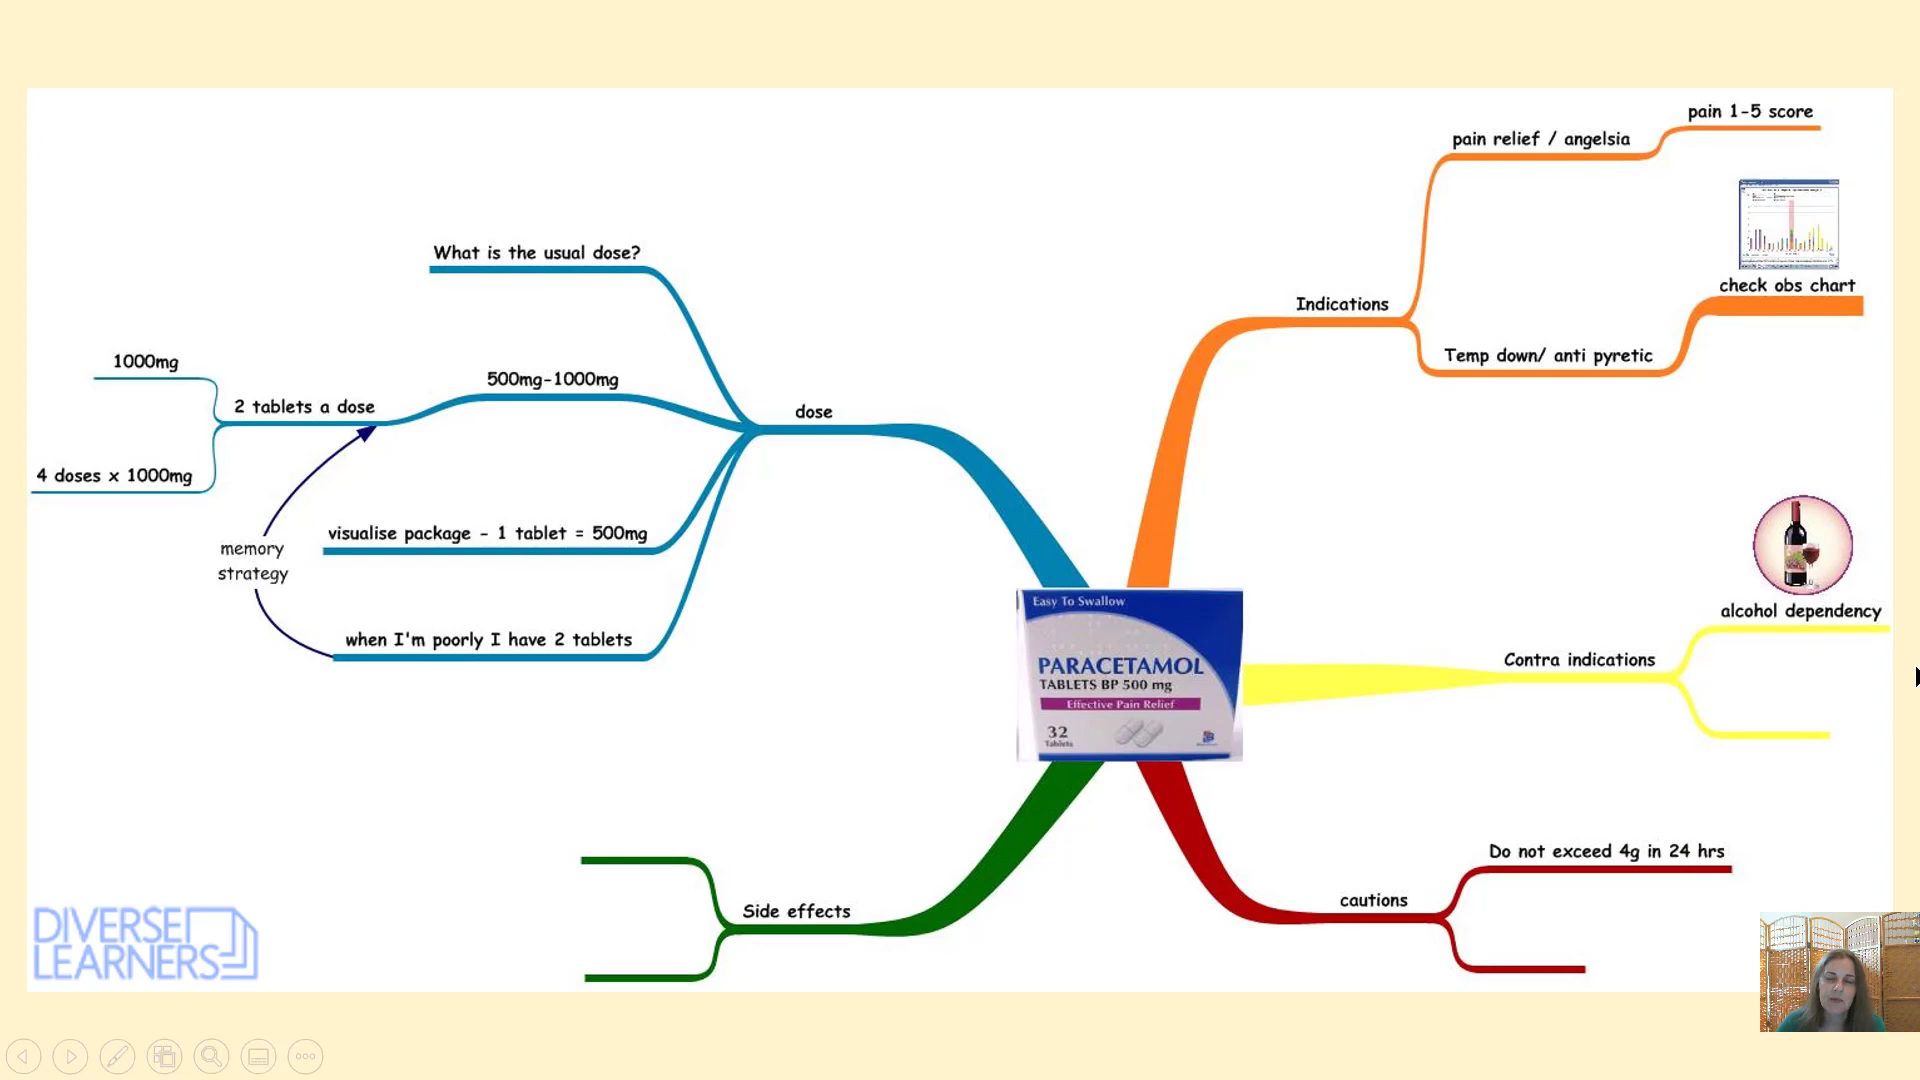 pain 1-5 score
pain relief / angelsia
check obs chart
Indications
Temp down/ anti pyretic
What is the usual dose?
500mg-1000mg
dose
1000mg
2 tablets a dose
4 doses x 1000mg
visualise package - 1 tablet = 500mg
memory
strategy
when I'm poorly I have 2 tablets
Easy To Swallow
PARACETAMOL
TABLETS BP 500 mg
Effective Pain Relief
32
Tablets
alcohol dependency
Contra indications
Do not exceed 4g in 24 hrs
cautions
Side effects
DIVERSE
LEARNERS